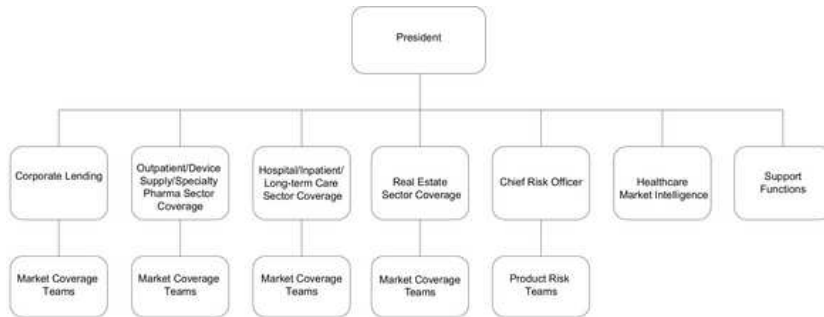 President
Corporate Lending
Outpatient/Device
Supply/Specialty
Pharma Sector
Coverage
Hospital/Inpatient/
Long-term Care
Sector Coverage
Real Estate
Sector Coverage
Chief Risk Officer
Healthcare
Market Intelligence
Support
Functions
Market Coverage
Teams
Market Coverage
Teams
Market Coverage
Teams
Market Coverage
Teams
Product Risk
Teams